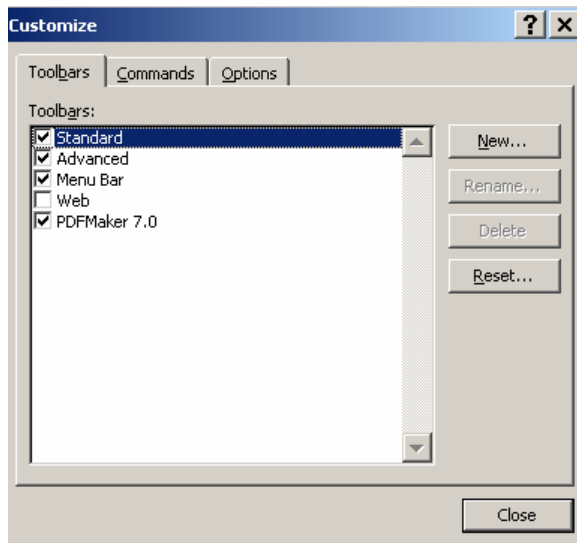 Customize
Toolbars Commands Options
Toolbars:
Standard
Advanced
Menu Bar
Web
PDFMaker 7.0
New...
Rename...
Delete
Reset...
Close